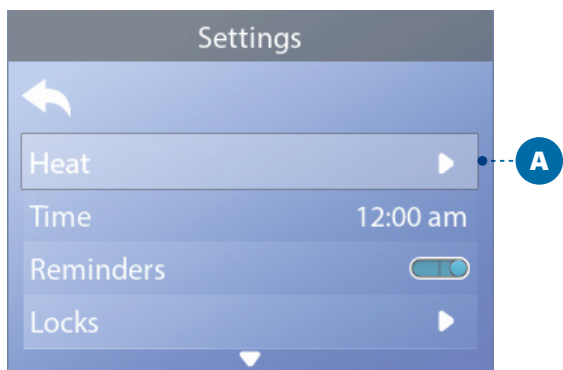 Settings
Heat
A
Time 12:00 am
Reminders
Locks